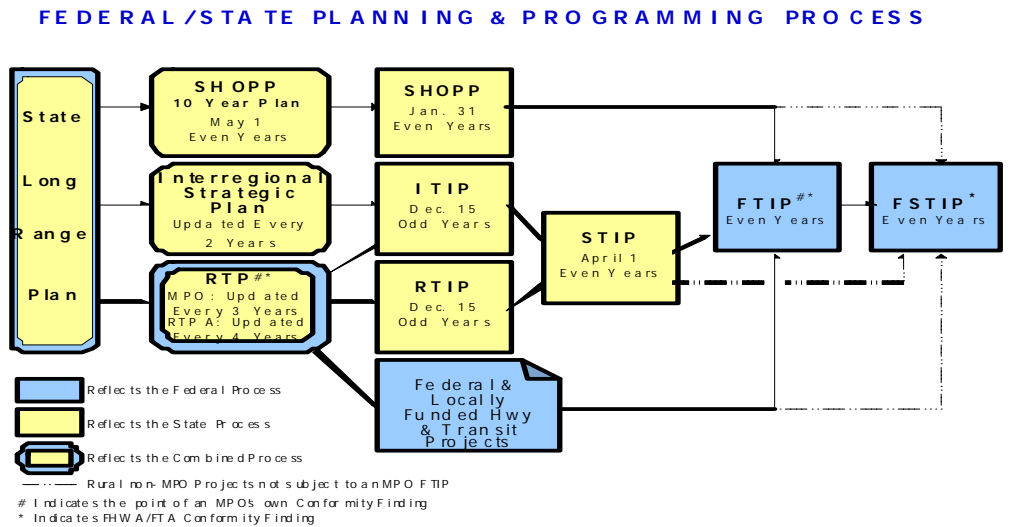 FEDERAL/STATE PLANNING & PROGRAMMING PROCESS
State
Long
Range
Plan
SHOPP
10 Year Plan
May 1
Even Years
SHOPP
Jan. 31
Even Years
Interregional
Strategic
Plan
Updated Every
2 Years
ITIP
Dec. 15
Odd Years
RTP#*
MPO: Updated
Every 3 Years
RTPA: Updated
Every 4 Years
RTIP
Dec. 15
Odd Years
STIP
April 1
Even Years
FTIP#*
Even Years
FSTIP*
Even Years
Federal &
Locally
Funded Hwy
& Transit
Projects
Reflects the Federal Process
Reflects the State Process
Reflects the Combined Process
Rural non-MPO Projects not subject to an MPO FTIP
# Indicates the point of an MPO's own Conformity Finding
* Indicates FHWA/FTA Conformity Finding